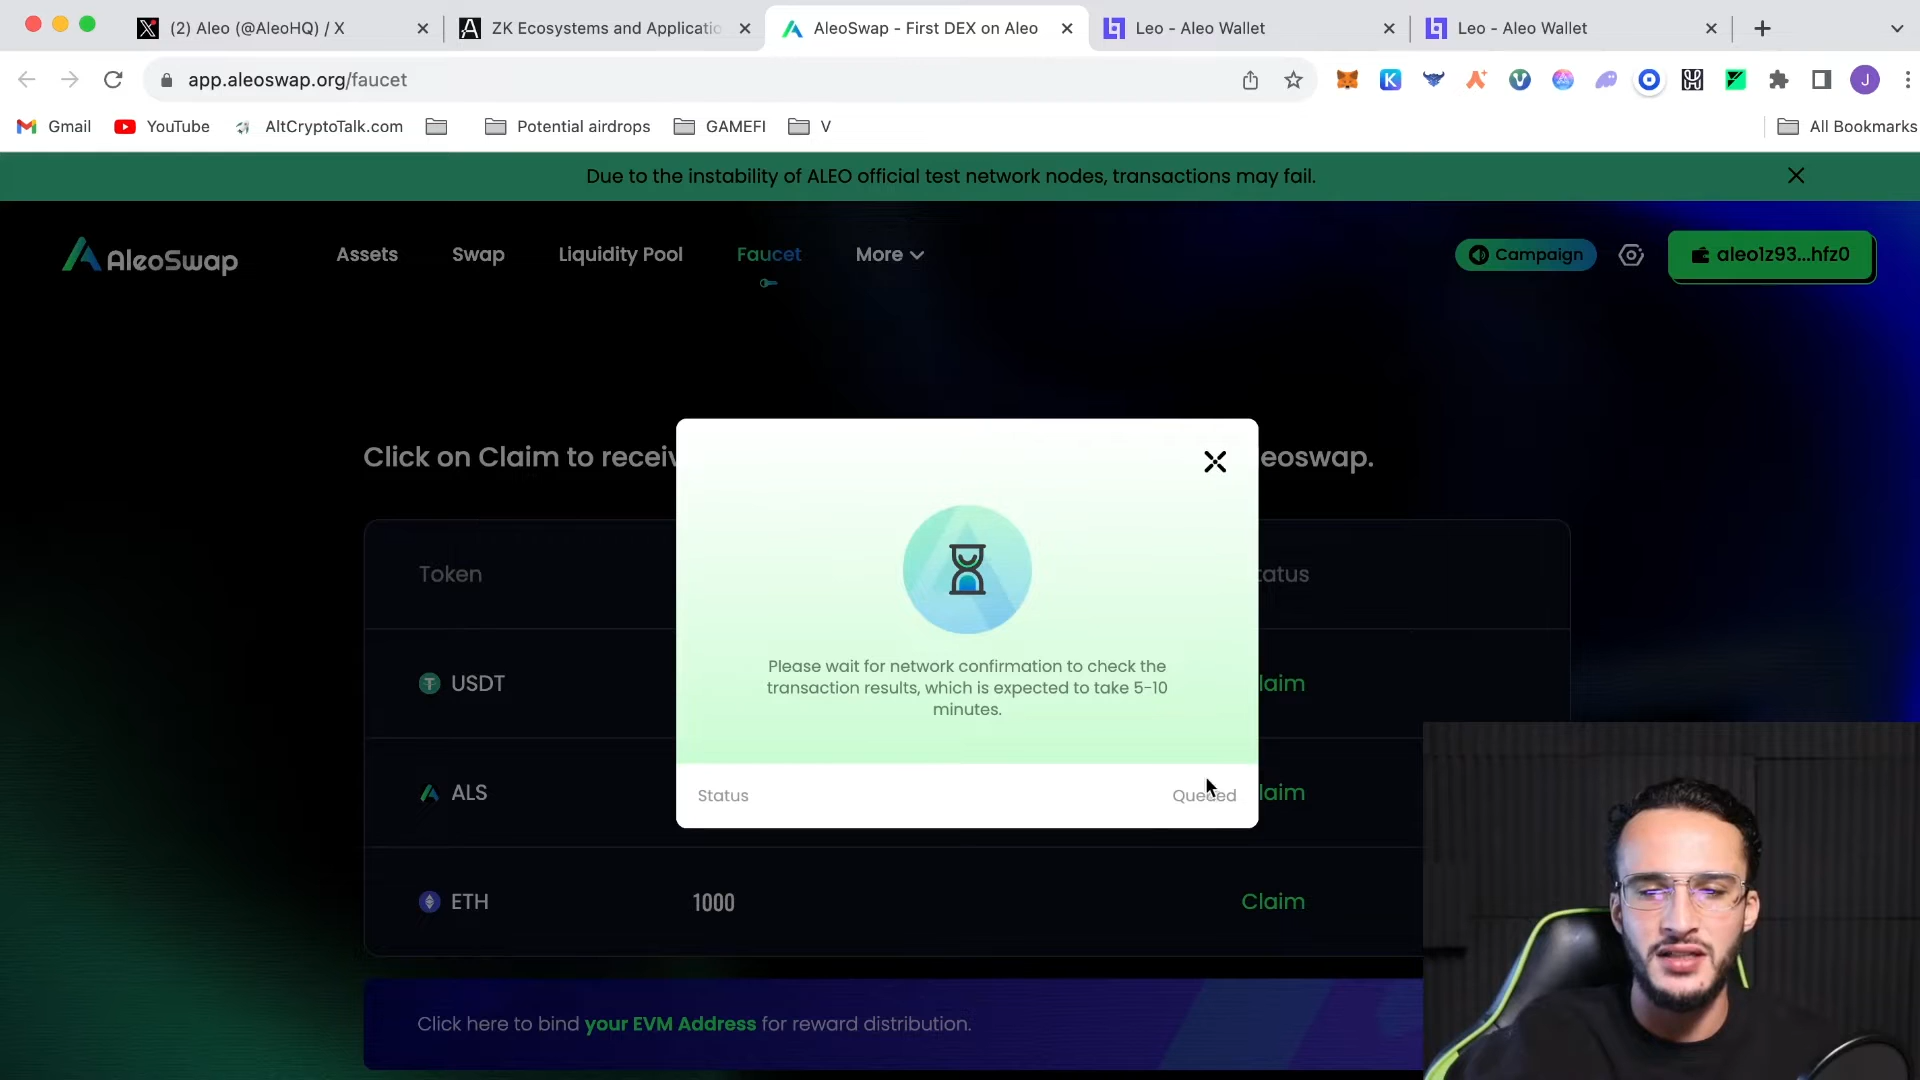 (2) Aleo (@AleoHQ) / X
ZK Ecosystems and Applicatio
AleoSwap - First DEX on Aleo
Leo - Aleo Wallet
Leo - Aleo Wallet
app.aleoswap.org/faucet
J
Gmail
YouTube
AltCryptoTalk.com
Potential airdrops
GAMEFI
V
All Bookmarks
Due to the instability of ALEO official test network nodes, transactions may fail.
AleoSwap
Assets
Swap
Liquidity Pool
Faucet
More
Campaign
aleo1z93...hfz0
Click on Claim to receiv
eoswap.
Token
tatus
USDT
laim
ALS
laim
ETH
1000
Claim
Please wait for network confirmation to check the
transaction results, which is expected to take 5-10
minutes.
Status
Queued
Click here to bind your EVM Address for reward distribution.